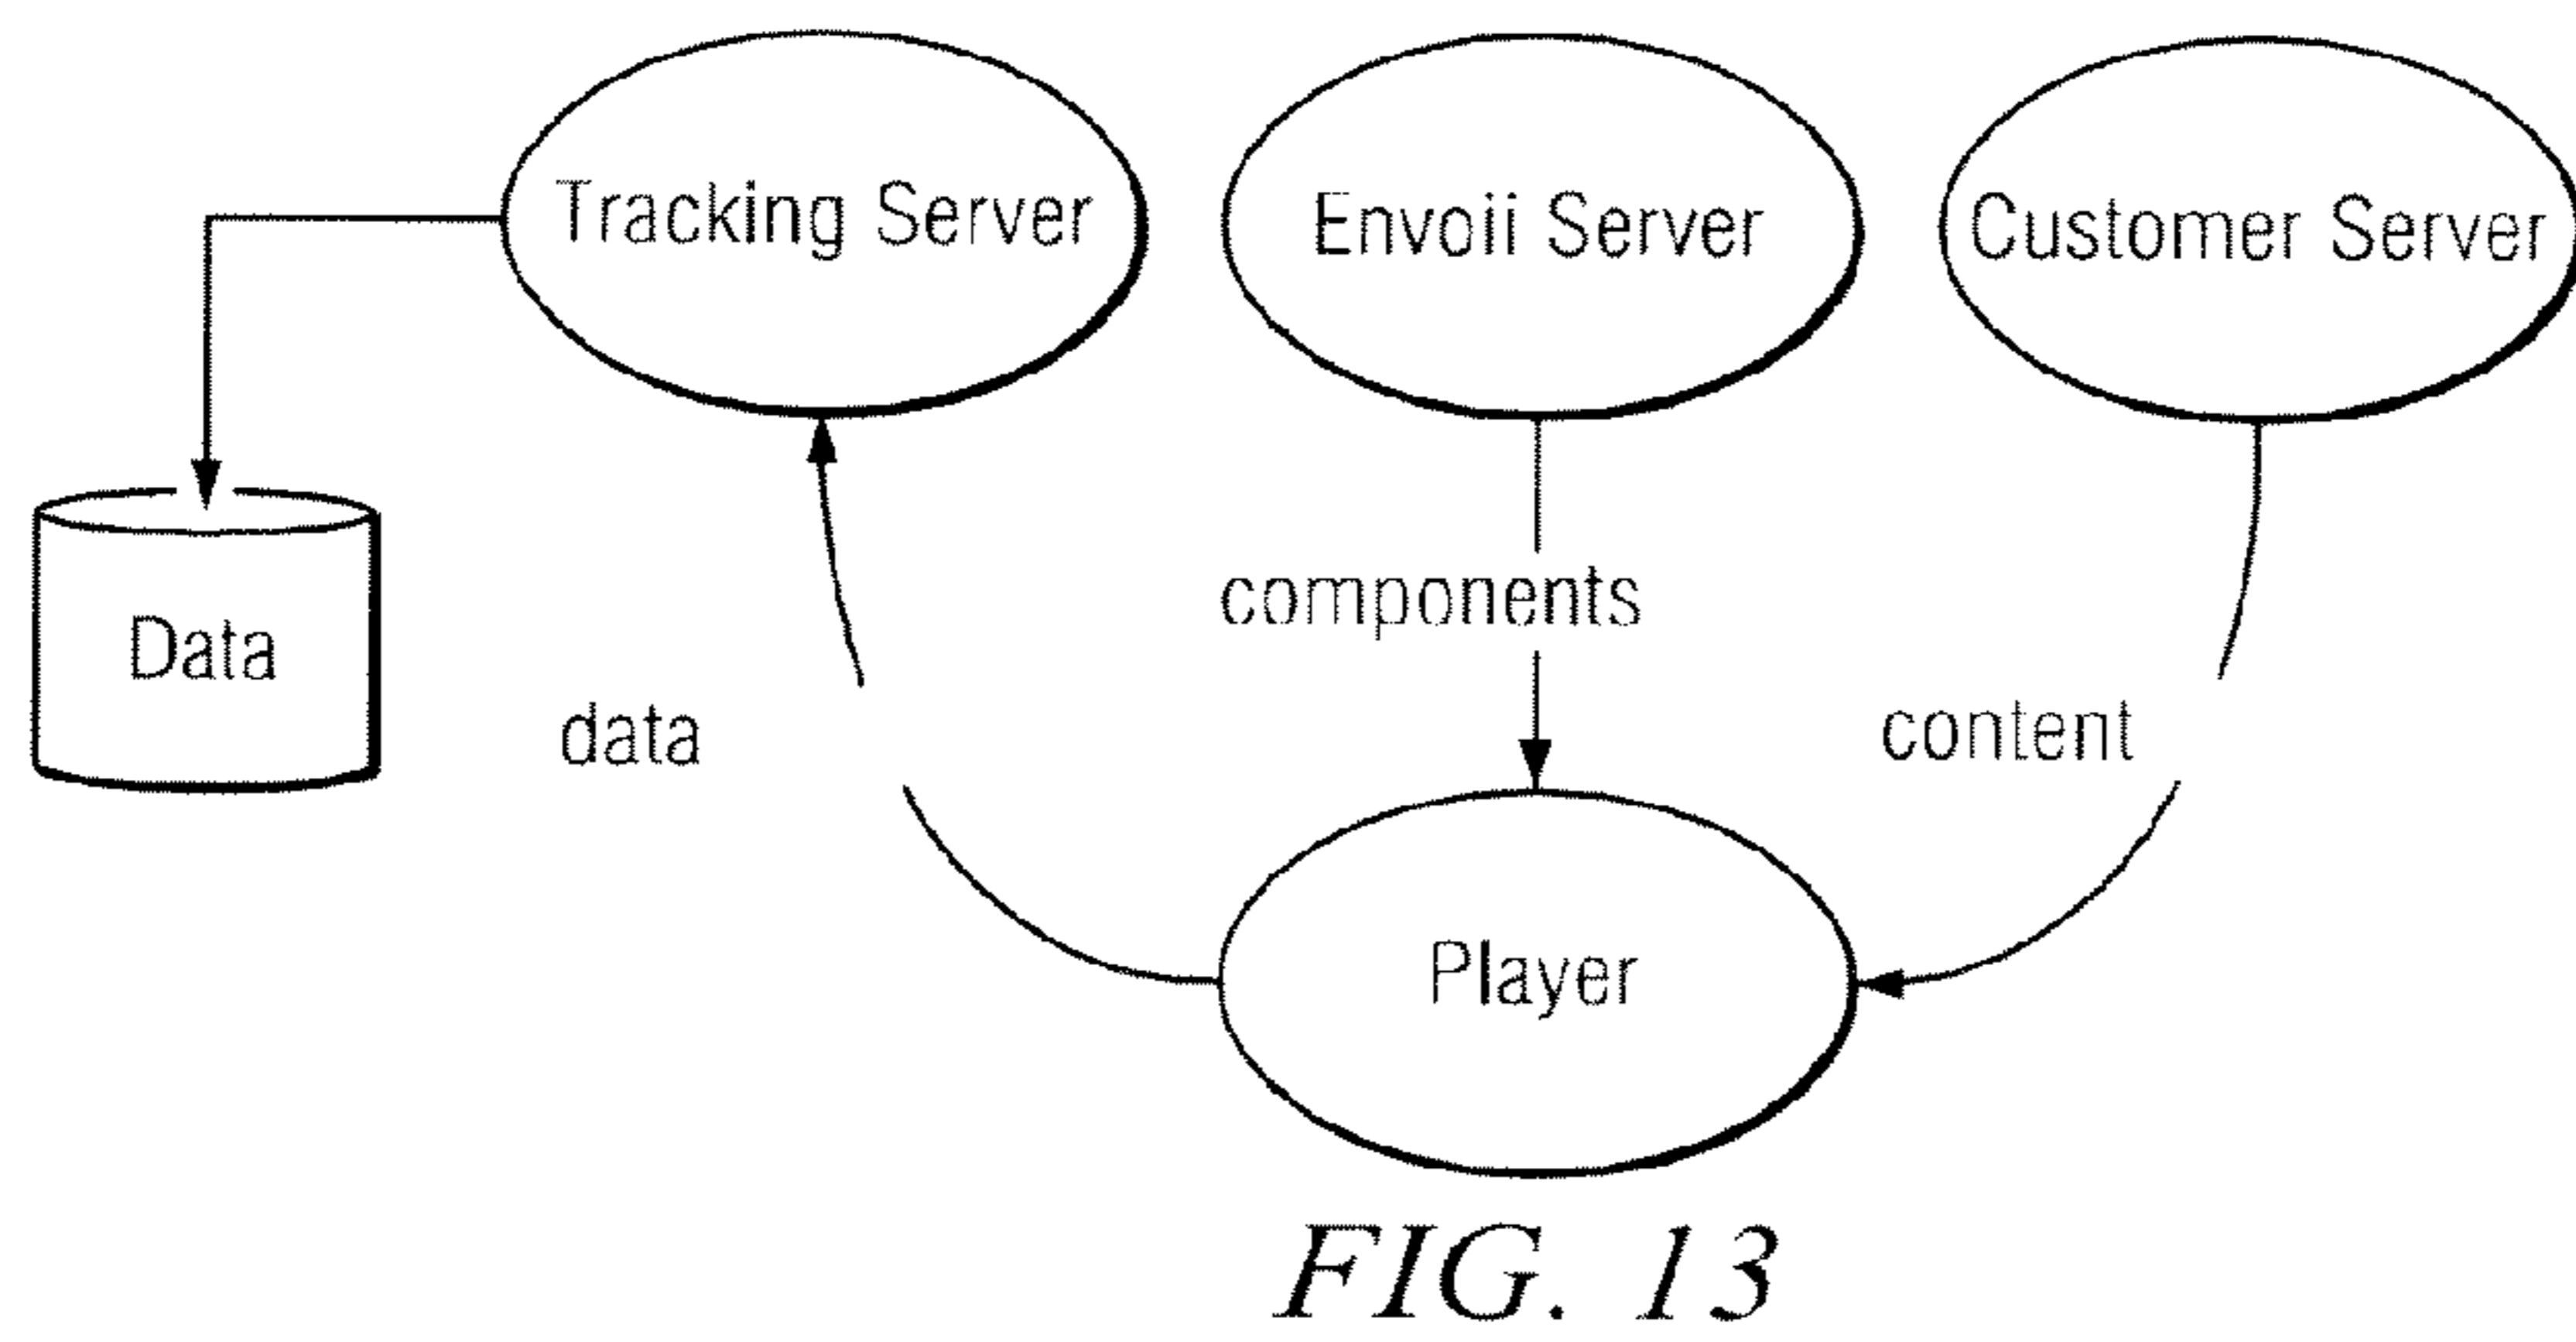 Tracking Server
Envoii Server
Customer Server
components
Data
data
content
Player
FIG. 13